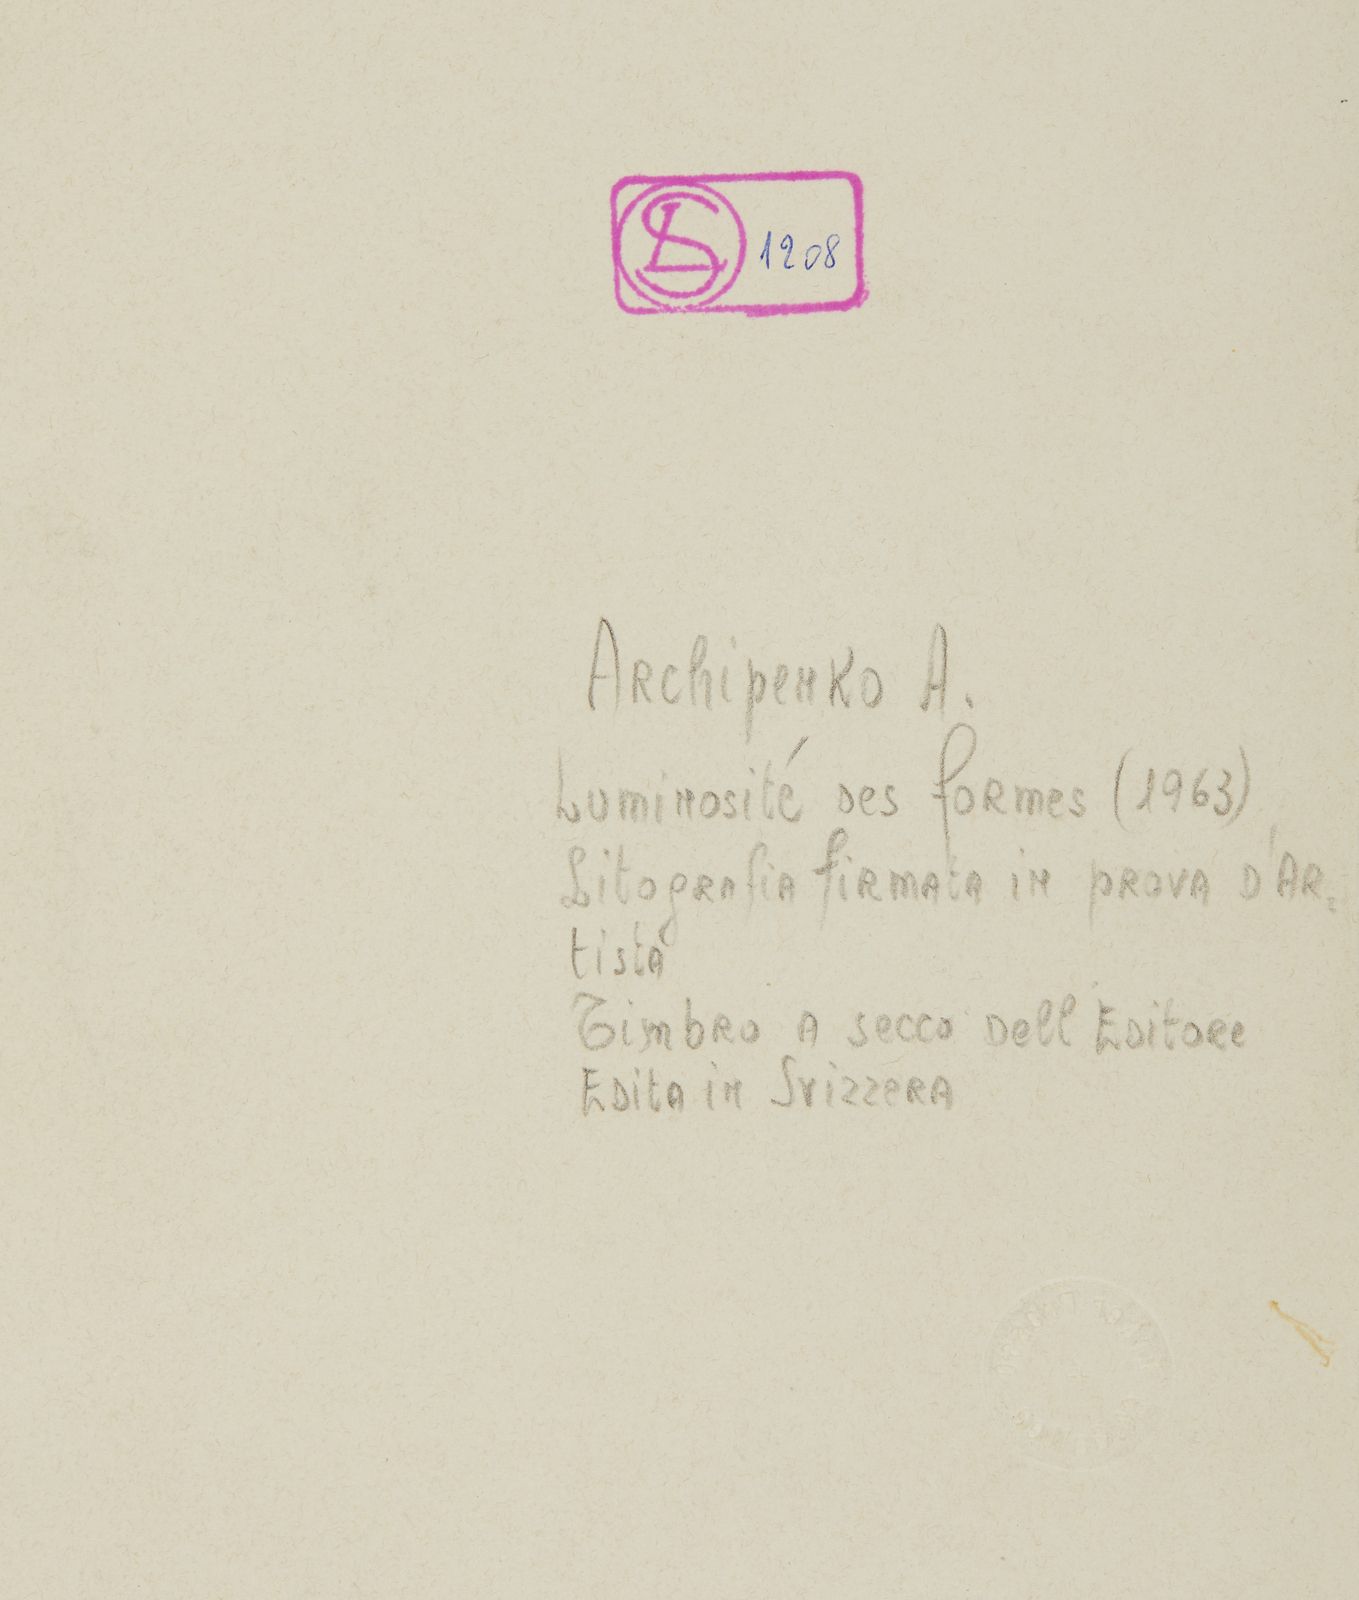 1208
Archipenko A.
Luminosité des formes (1963)
Litografia firmata in prova d'Ar=
tista
Timbro a secco dell'Editore
Edita in Svizzera